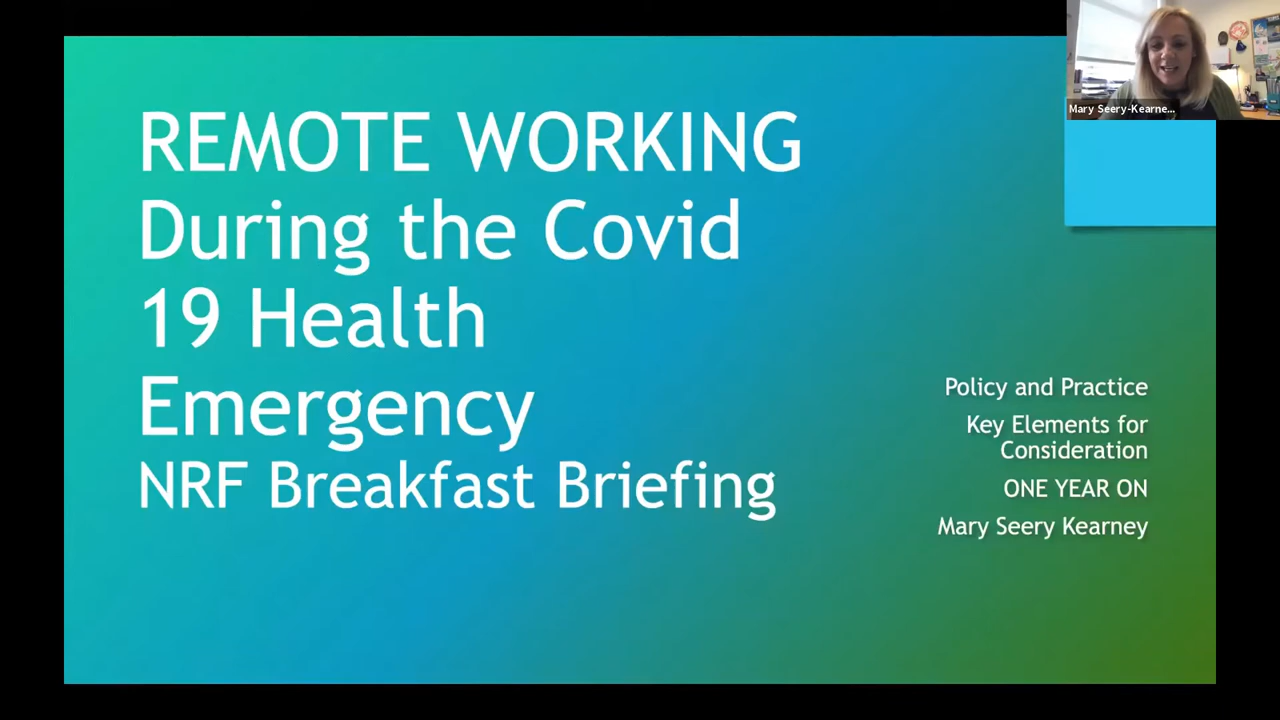 REMOTE WORKING
During the Covid
19 Health
Emergency
NRF Breakfast Briefing
Policy and Practice
Key Elements for
Consideration
ONE YEAR ON
Mary Seery Kearney
Mary Seery-Kearne...